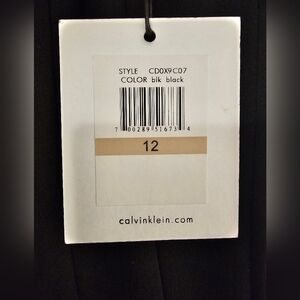 STYLE CD0X9C07
COLOR blk black
7 00289 51673 4
12
calvinklein.com